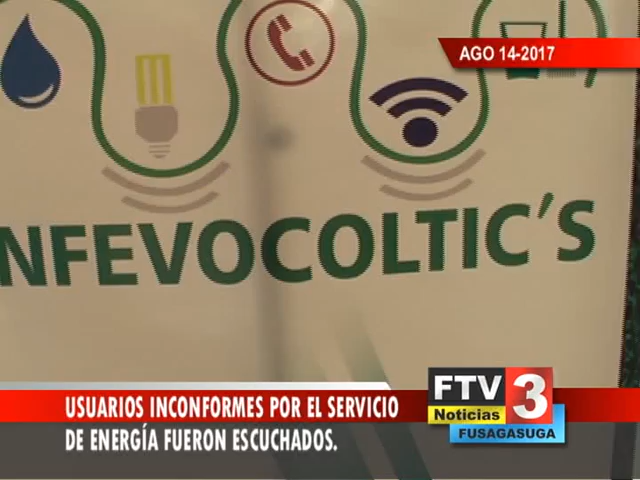 AGO 14-2017
NFEVOCOLTIC´S
USUARIOS INCONFORMES POR EL SERVICIO
DE ENERGÍA FUERON ESCUCHADOS.
FTV 3
Noticias
FUSAGASUGA